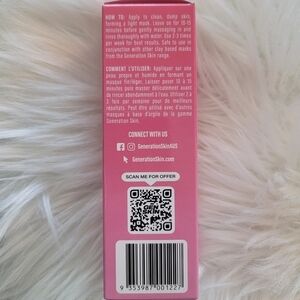 HOW TO: Apply to clean, damp skin,
forming a light mask. Leave on for 10-15
minutes before gently massaging in and
rinse thoroughly with water. Use 2-3 times
per week for best results. Safe to use in
conjunction with other clay based masks
from the Generation Skin range.
COMMENT L'UTILISER: Appliquer sur une
peau propre et humide en formant un
masque fin/léger. Laisser poser 10 à 15
minutes puis masser délicatement avant
de rincer abondamment à l'eau. Utiliser 2 à
3 fois par semaine pour de meilleurs
résultats. Peut être utilisé avec d'autres
masques à base d'argile de la gamme
Generation Skin.
CONNECT WITH US
GenerationSkinAUS
GenerationSkin.com
SCAN ME FOR OFFER
GEN
SKIN
9 353987 001227